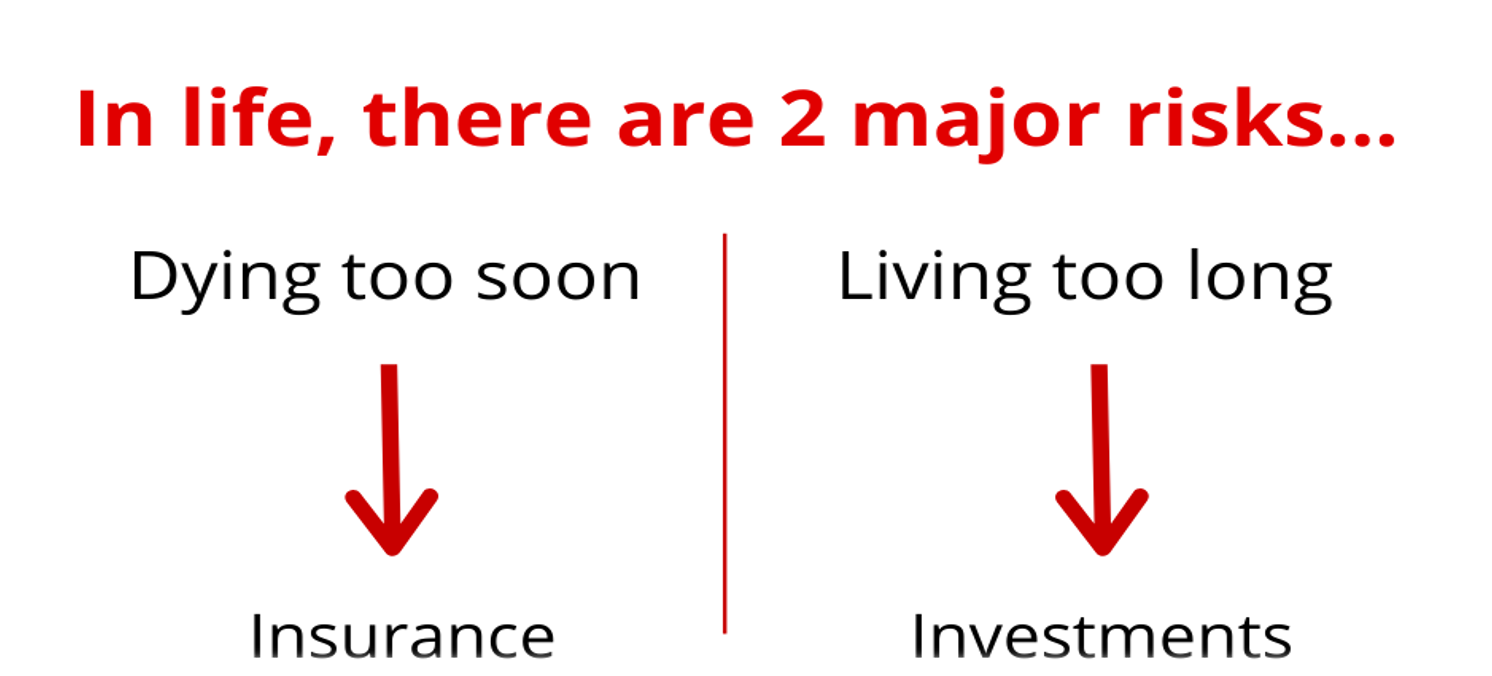 In life, there are 2 major risks...
Dying too soon
Living too long
Insurance
Investments